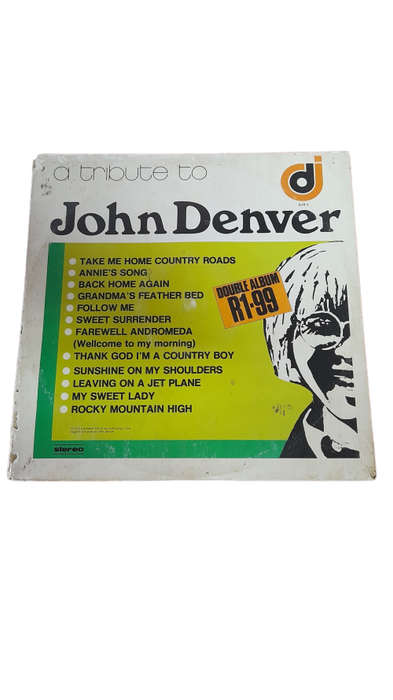 a tribute to
dj
John Denver
TAKE ME HOME COUNTRY ROADS
ANNIE'S SONG
BACK HOME AGAIN
GRANDMA'S FEATHER BED
FOLLOW ME
SWEET SURRENDER
FAREWELL ANDROMEDA
(Wellcome to my morning)
THANK GOD I'M A COUNTRY BOY
SUNSHINE ON MY SHOULDERS
LEAVING ON A JET PLANE
MY SWEET LADY
ROCKY MOUNTAIN HIGH
DOUBLE ALBUM
R1·99
stereo